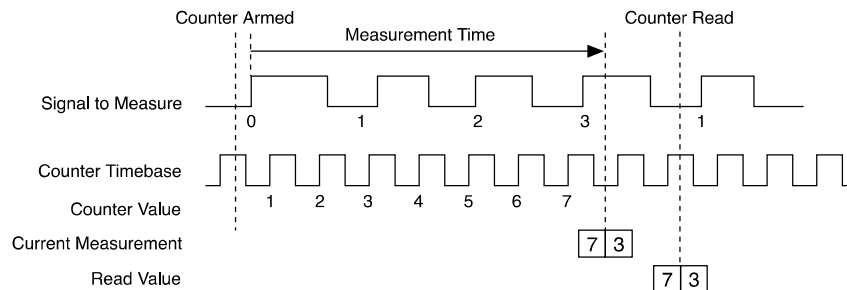 Counter Armed
Counter Read
Measurement Time
Signal to Measure
0 1 2 3 1
Counter Timebase
1 2 3 4 5 6 7
Counter Value
Current Measurement
7 3
Read Value
7 3